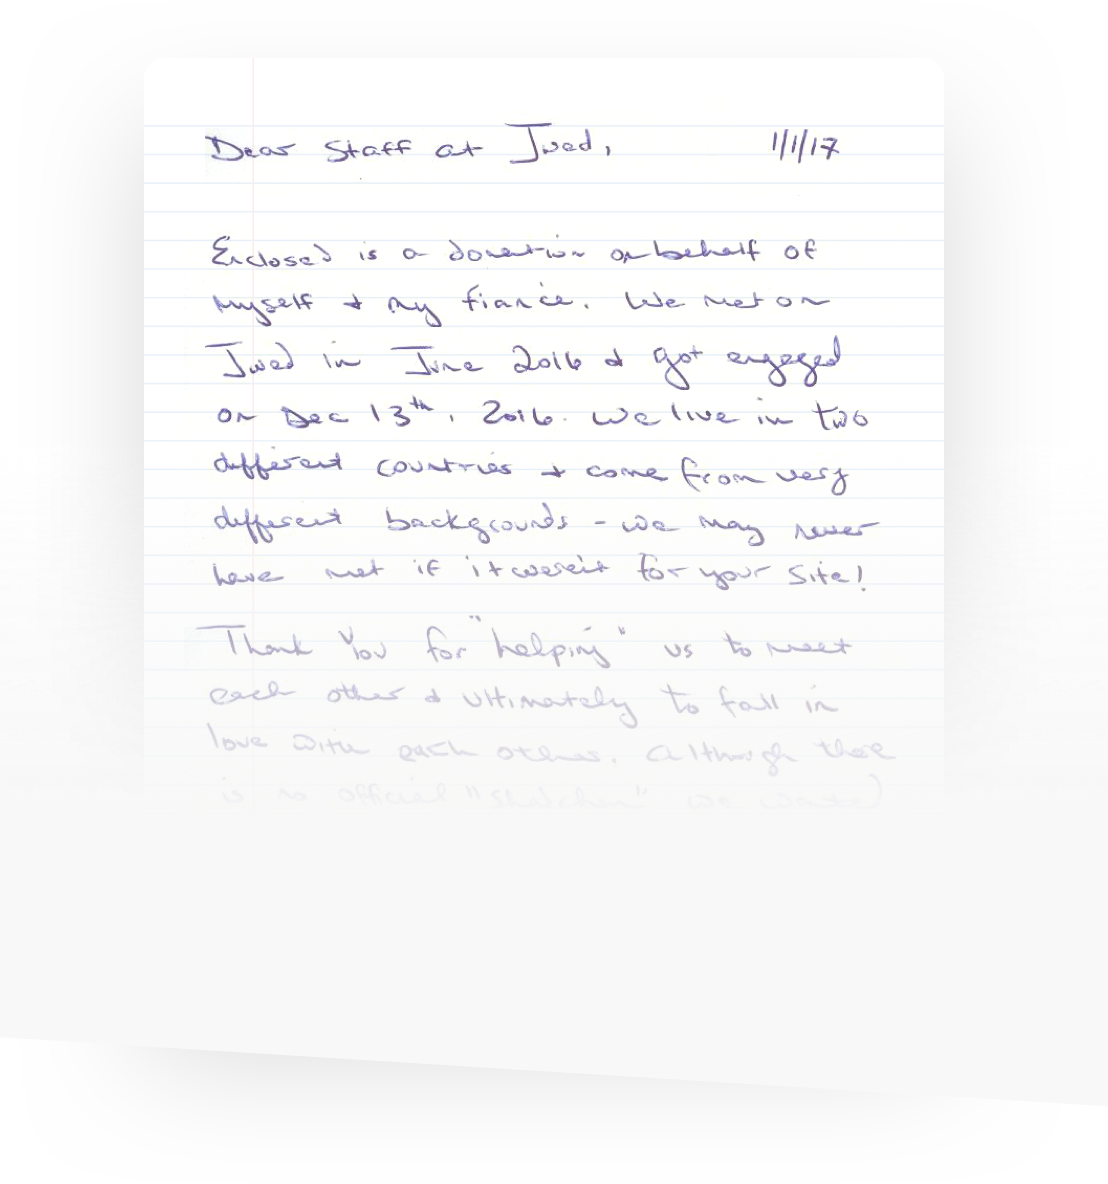 Dear Staff at Jwed, 1/1/17
Enclosed is a donation on behalf of
myself & my fiancé. We met on
Jwed in June 2016 & got engaged
on Dec 13th, 2016. We live in two
different countries & come from very
different backgrounds - we may never
have met if it weren't for your site!
Thank You for "helping" us to meet
each other & ultimately to fall in
love with each other. Although there
is no official "shadchan" we wanted